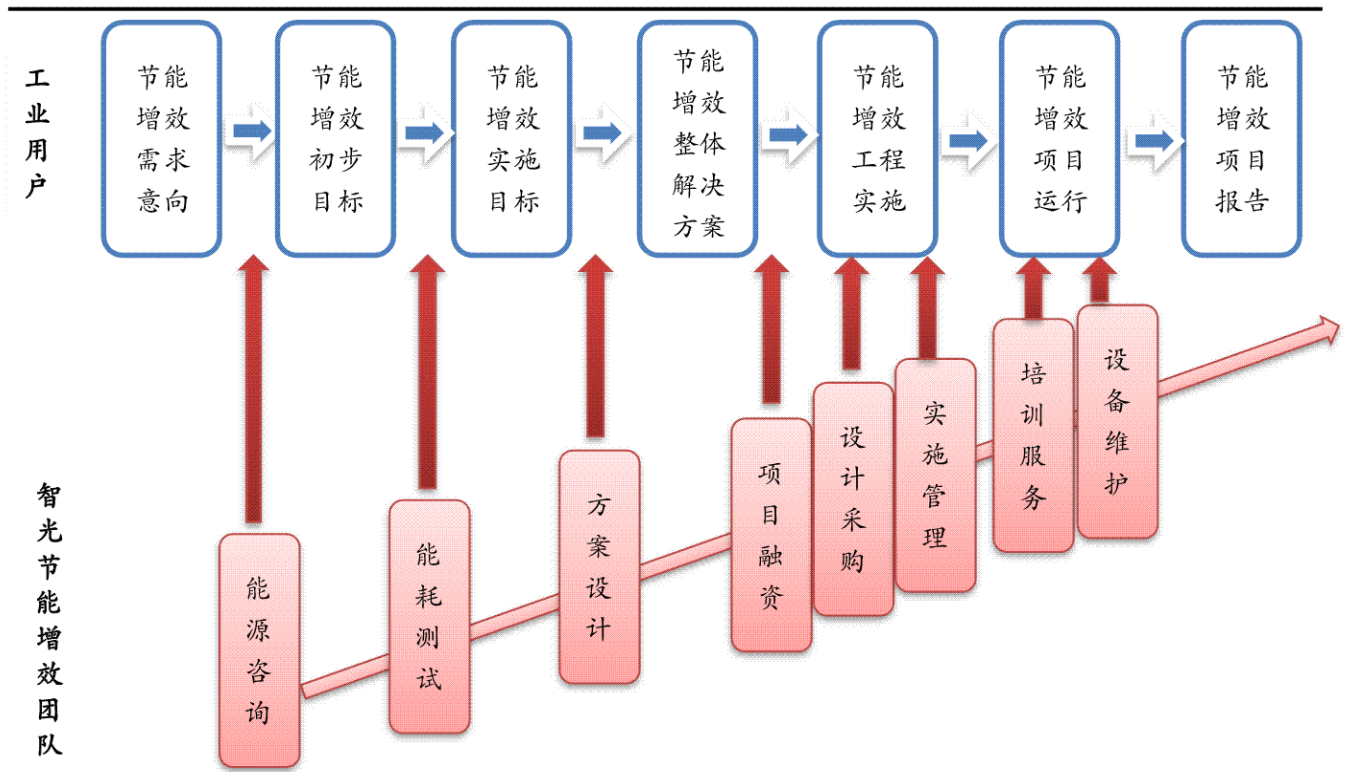 工业用户
节能
增效
需求
意向
节能
增效
初步
目标
节能
增效
实施
目标
节能
增效
整体
解决
方案
节能
增效
工程
实施
节能
增效
项目
运行
节能
增效
项目
报告
智光节能增效团队
能源咨询
能耗测试
方案设计
项目融资
设计采购
实施管理
培训服务
设备维护